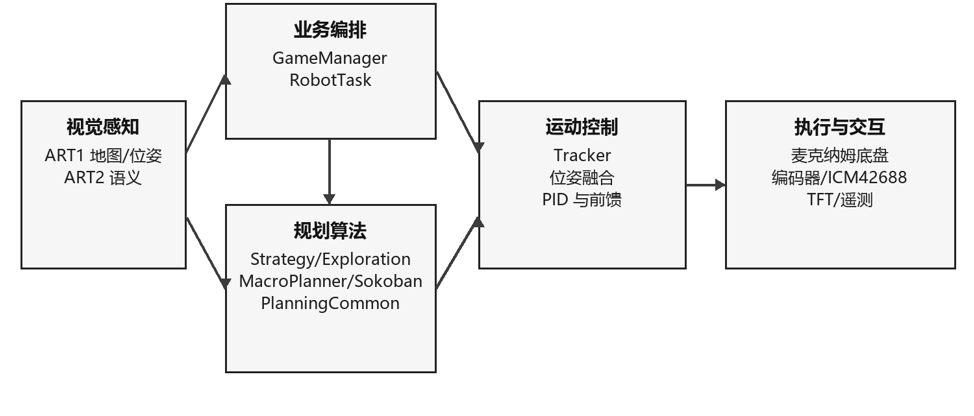 业务编排
GameManager
RobotTask
视觉感知
ART1 地图/位姿
ART2 语义
规划算法
Strategy/Exploration
MacroPlanner/Sokoban
PlanningCommon
运动控制
Tracker
位姿融合
PID 与前馈
执行与交互
麦克纳姆底盘
编码器/ICM42688
TFT/遥测